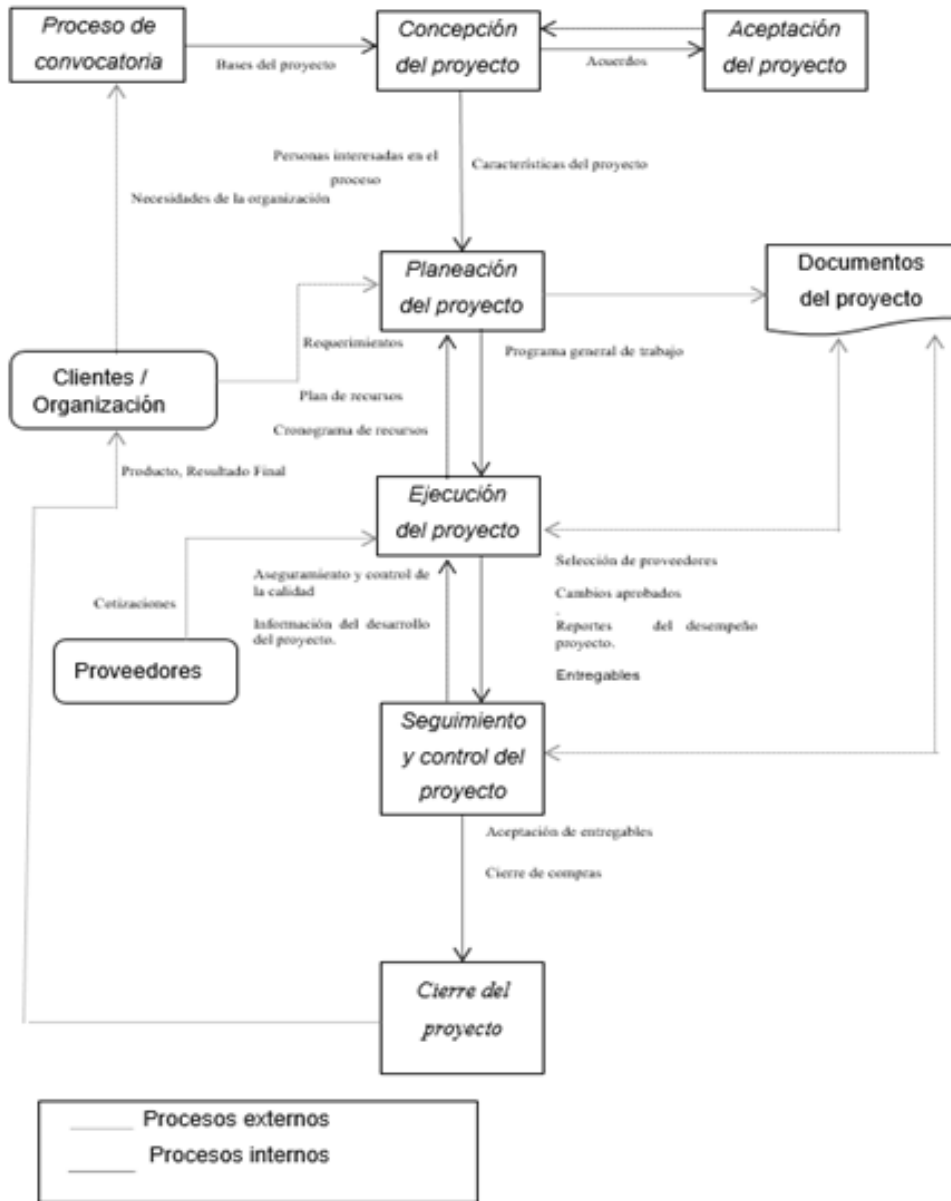 Proceso de
convocatoria
Bases del proyecto
Concepción
del proyecto
Acuerdos
Aceptación
del proyecto
Personas interesadas en el
proceso
Características del proyecto
Necesidades de la organización
Planeación
del proyecto
Documentos
del proyecto
Requerimientos
Programa general de trabajo
Clientes /
Organización
Plan de recursos
Cronograma de recursos
Producto, Resultado Final
Ejecución
del proyecto
Cotizaciones
Aseguramiento y control de
la calidad
Información del desarrollo
del proyecto.
Selección de proveedores
Cambios aprobados
.
Reportes del desempeño
proyecto.
Entregables
Proveedores
Seguimiento
y control del
proyecto
Aceptación de entregables
Cierre de compras
Cierre del
proyecto
Procesos externos
Procesos internos